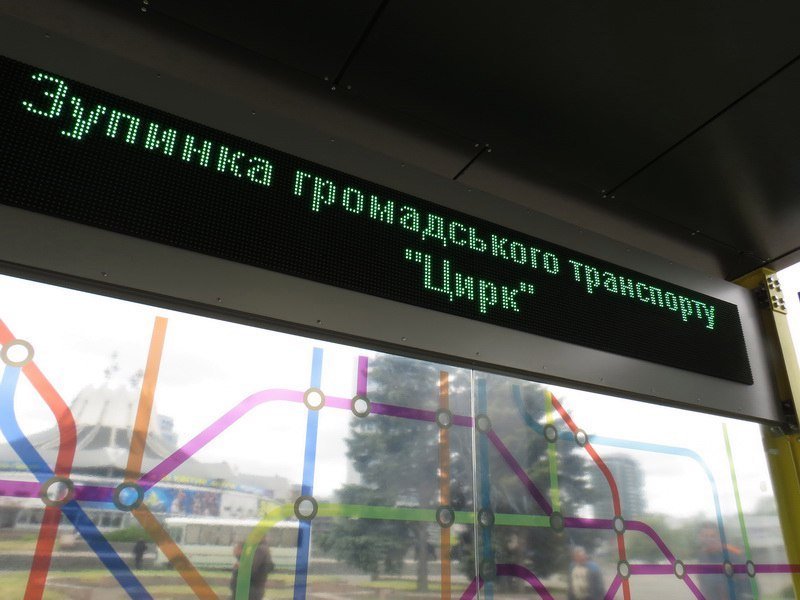 Зупинка громадського транспорту
"Цирк"